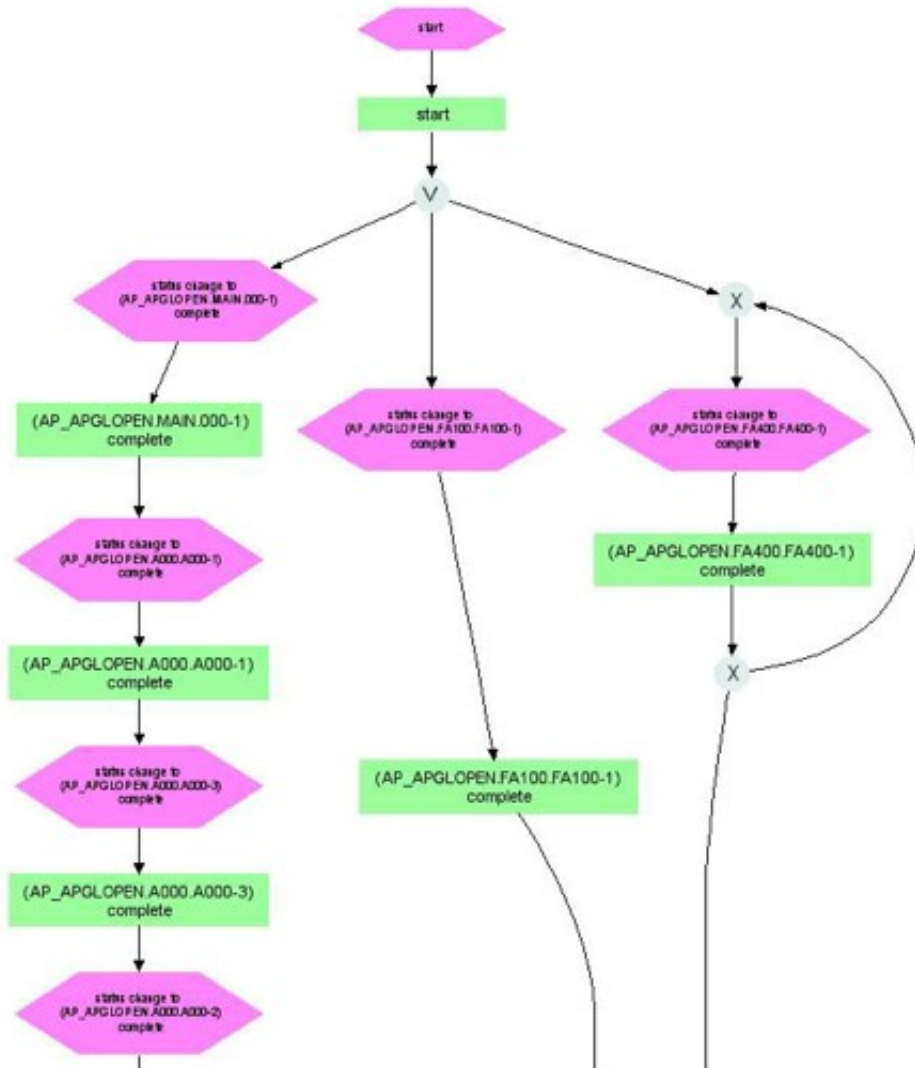 start
start
V
status change to
(AP_APGLOPEN.MAIN.000-1)
complete
X
(AP_APGLOPEN.MAIN.000-1)
complete
status change to
(AP_APGLOPEN.FA100.FA100-1)
complete
status change to
(AP_APGLOPEN.FA400.FA400-1)
complete
status change to
(AP_APGLOPEN.A000.A000-1)
complete
(AP_APGLOPEN.FA400.FA400-1)
complete
(AP_APGLOPEN.A000.A000-1)
complete
X
status change to
(AP_APGLOPEN.A000.A000-3)
complete
(AP_APGLOPEN.FA100.FA100-1)
complete
(AP_APGLOPEN.A000.A000-3)
complete
status change to
(AP_APGLOPEN.A000.A000-2)
complete